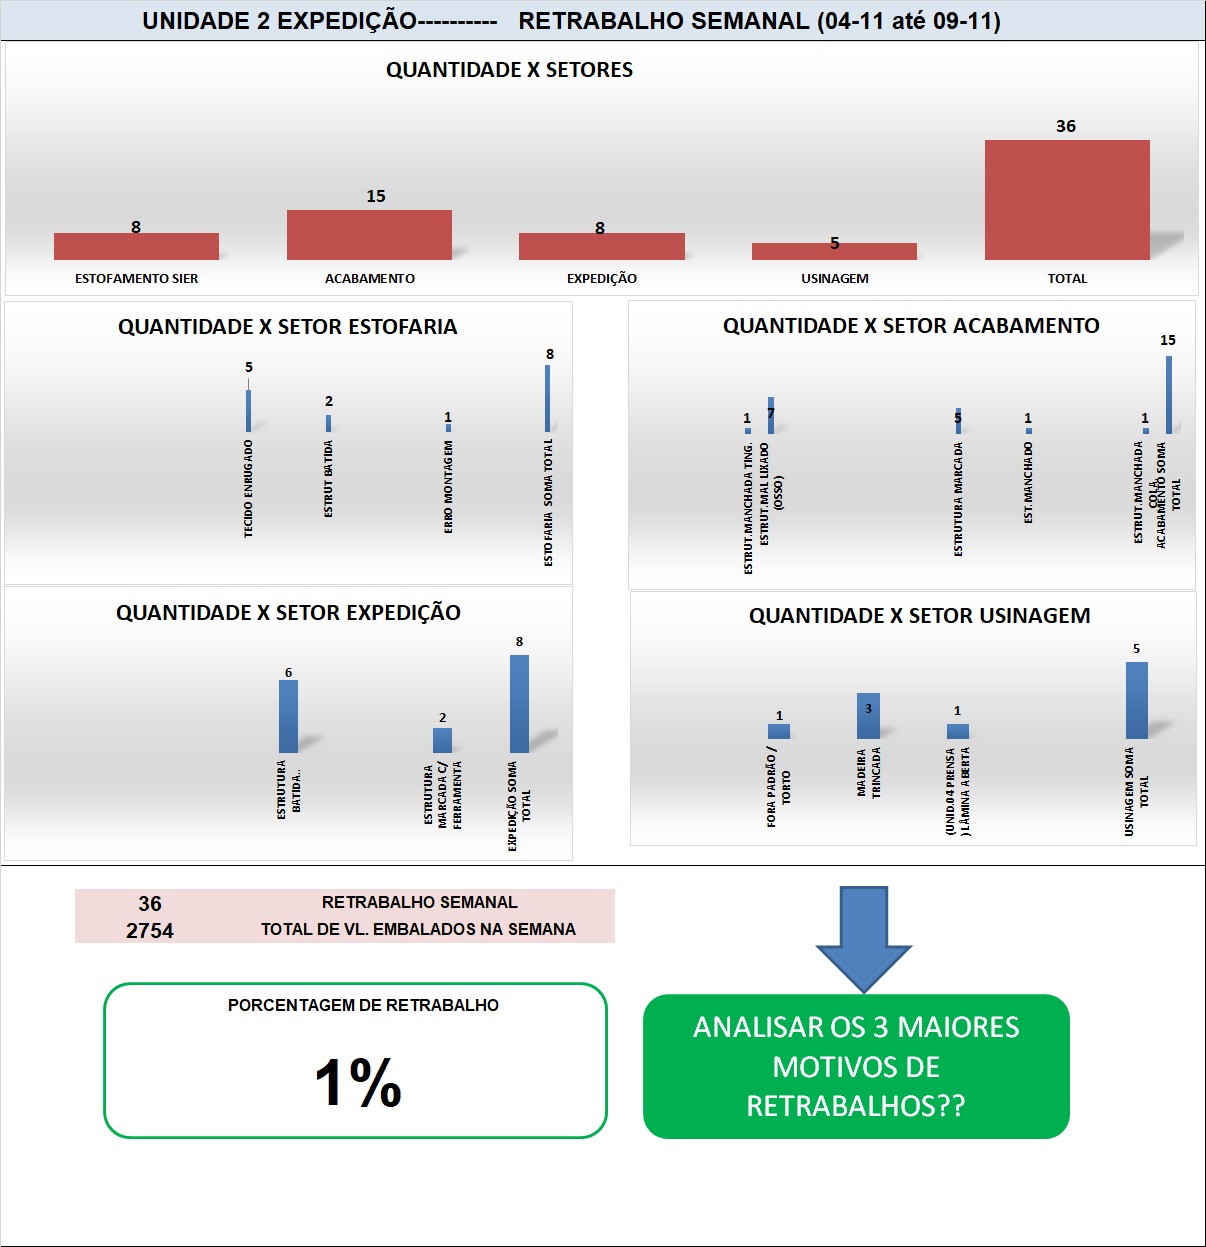 UNIDADE 2 EXPEDIÇÃO---------- RETRABALHO SEMANAL (04-11 até 09-11)
QUANTIDADE X SETORES
8
15
8
5
36
ESTOFAMENTO SIER
ACABAMENTO
EXPEDIÇÃO
USINAGEM
TOTAL
QUANTIDADE X SETOR ESTOFARIA
5
2
1
8
TECIDO ENRUGADO
ESTRUT BATIDA
ERRO MONTAGEM
ESTOFARIA SOMA TOTAL
QUANTIDADE X SETOR ACABAMENTO
1
7
5
1
1
15
ESTRUT.MANCHADA TING.
ESTRUT.MAL LIXADO
(OSSO)
ESTRUTURA MARCADA
EST.MANCHADO
ESTRUT.MANCHADA
COLA
ACABAMENTO SOMA
TOTAL
QUANTIDADE X SETOR EXPEDIÇÃO
6
2
8
ESTRUTURA
BATIDA..
ESTRUTURA
MARCADA C/
FERRAMENTA
EXPEDIÇÃO SOMA
TOTAL
QUANTIDADE X SETOR USINAGEM
1
3
1
5
FORA PADRÃO /
TORTO
MADEIRA
TRINCADA
(UNID.04 PRENSA
) LÂMINA ABERTA
USINAGEM SOMA
TOTAL
36 RETRABALHO SEMANAL
2754 TOTAL DE VL. EMBALADOS NA SEMANA
PORCENTAGEM DE RETRABALHO
1%
ANALISAR OS 3 MAIORES
MOTIVOS DE
RETRABALHOS??